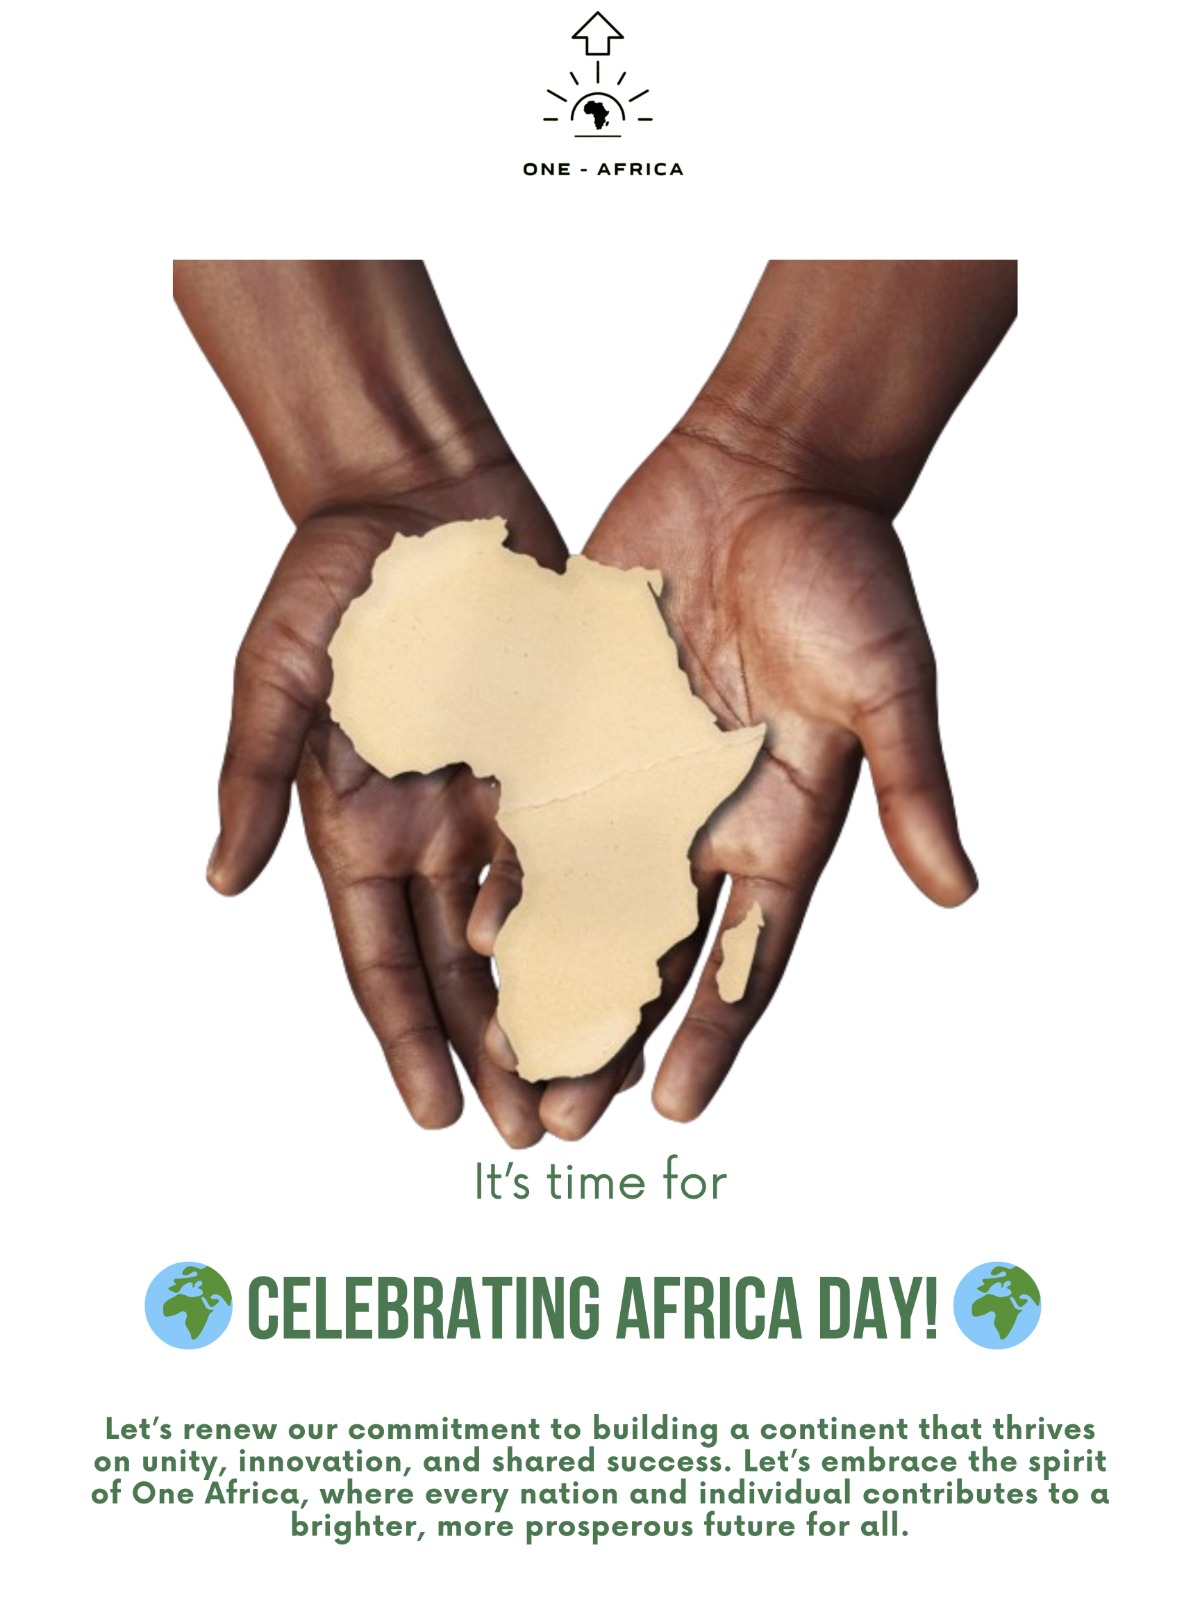 ONE - AFRICA
It's time for
CELEBRATING AFRICA DAY!
Let's renew our commitment to building a continent that thrives
on unity, innovation, and shared success. Let's embrace the spirit
of One Africa, where every nation and individual contributes to a
brighter, more prosperous future for all.